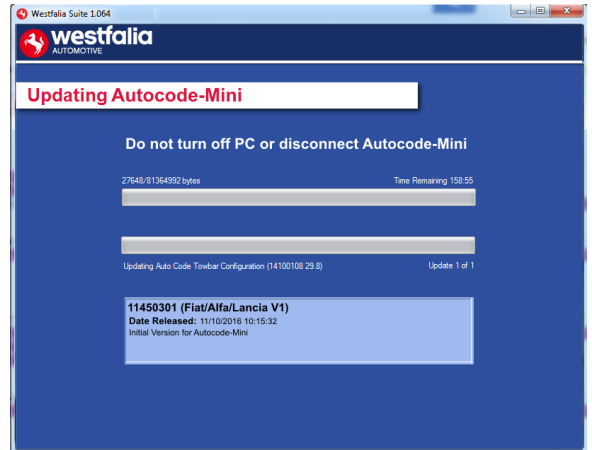 Westfalia Suite 1.064
westfalia
AUTOMOTIVE
Updating Autocode-Mini
Do not turn off PC or disconnect Autocode-Mini
27648/81364992 bytes Time Remaining 158:55
Updating Auto Code Towbar Configuration (14100108 29.8) Update 1 of 1
11450301 (Fiat/Alfa/Lancia V1)
Date Released: 11/10/2016 10:15:32
Initial Version for Autocode-Mini